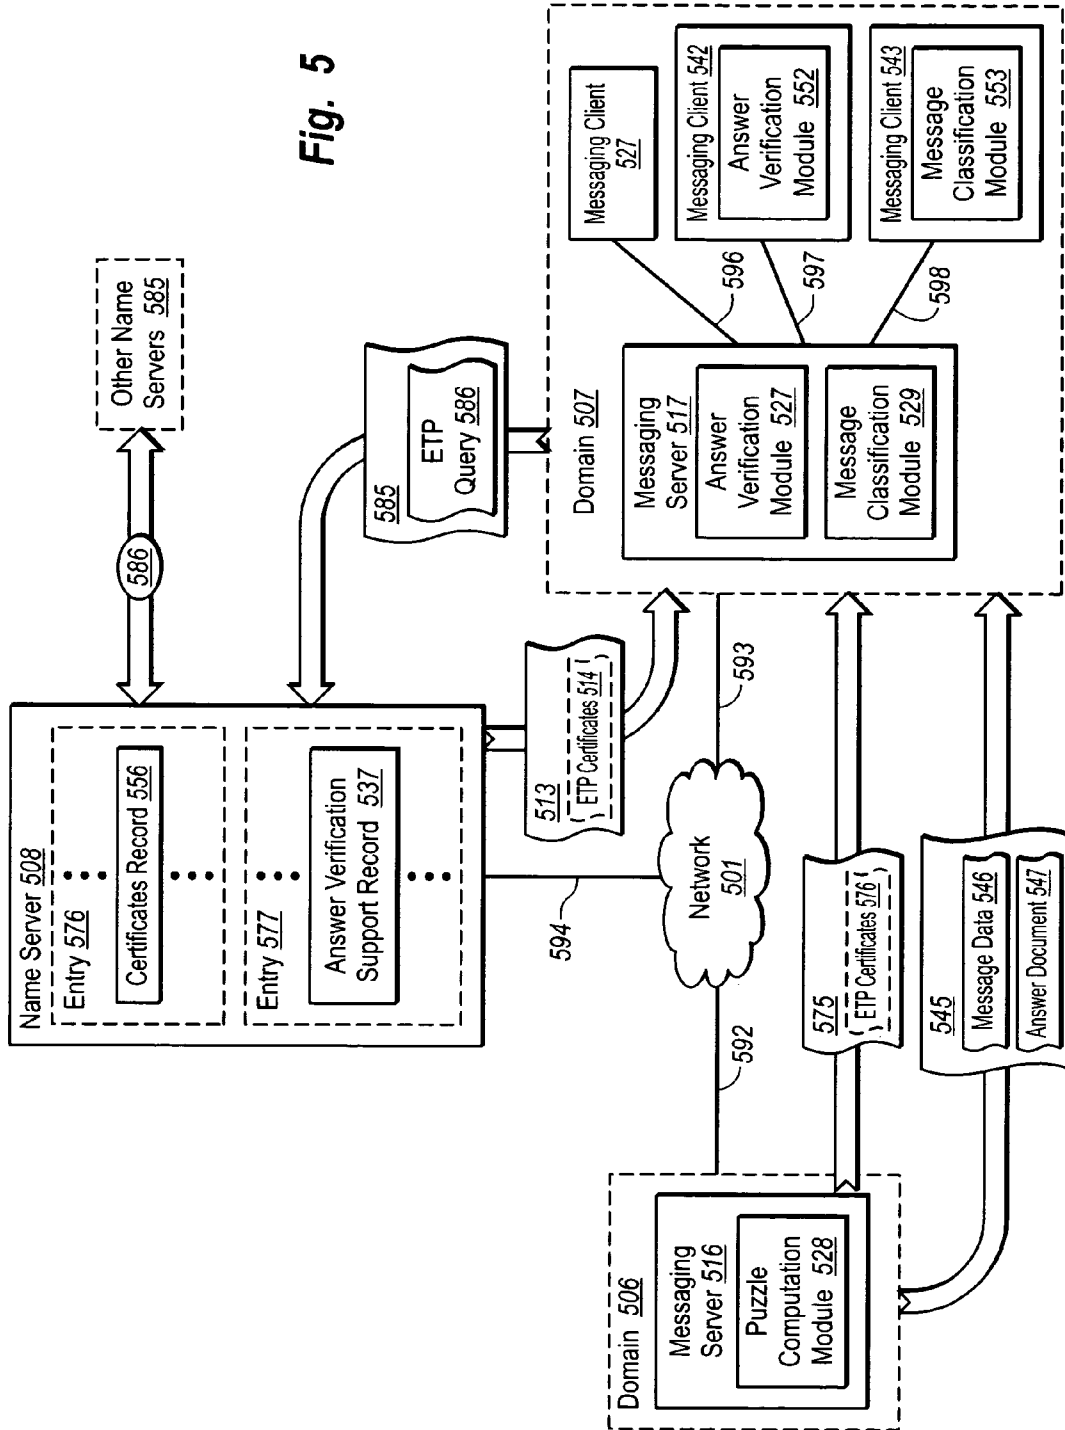 Fig. 5
Other Name
Servers 585
586
Name Server 508
Entry 576
Certificates Record 556
Entry 577
Answer Verification
Support Record 537
585
ETP
Query 586
513
ETP Certificates 514
594
Network
501
592
593
Domain 506
Messaging
Server 516
Puzzle
Computation
Module 528
575
ETP Certificates 576
545
Message Data 546
Answer Document 547
Domain 507
Messaging
Server 517
Answer
Verification
Module 527
Message
Classification
Module 529
596
597
598
Messaging Client
527
Messaging Client 542
Answer
Verification
Module 552
Messaging Client 543
Message
Classification
Module 553